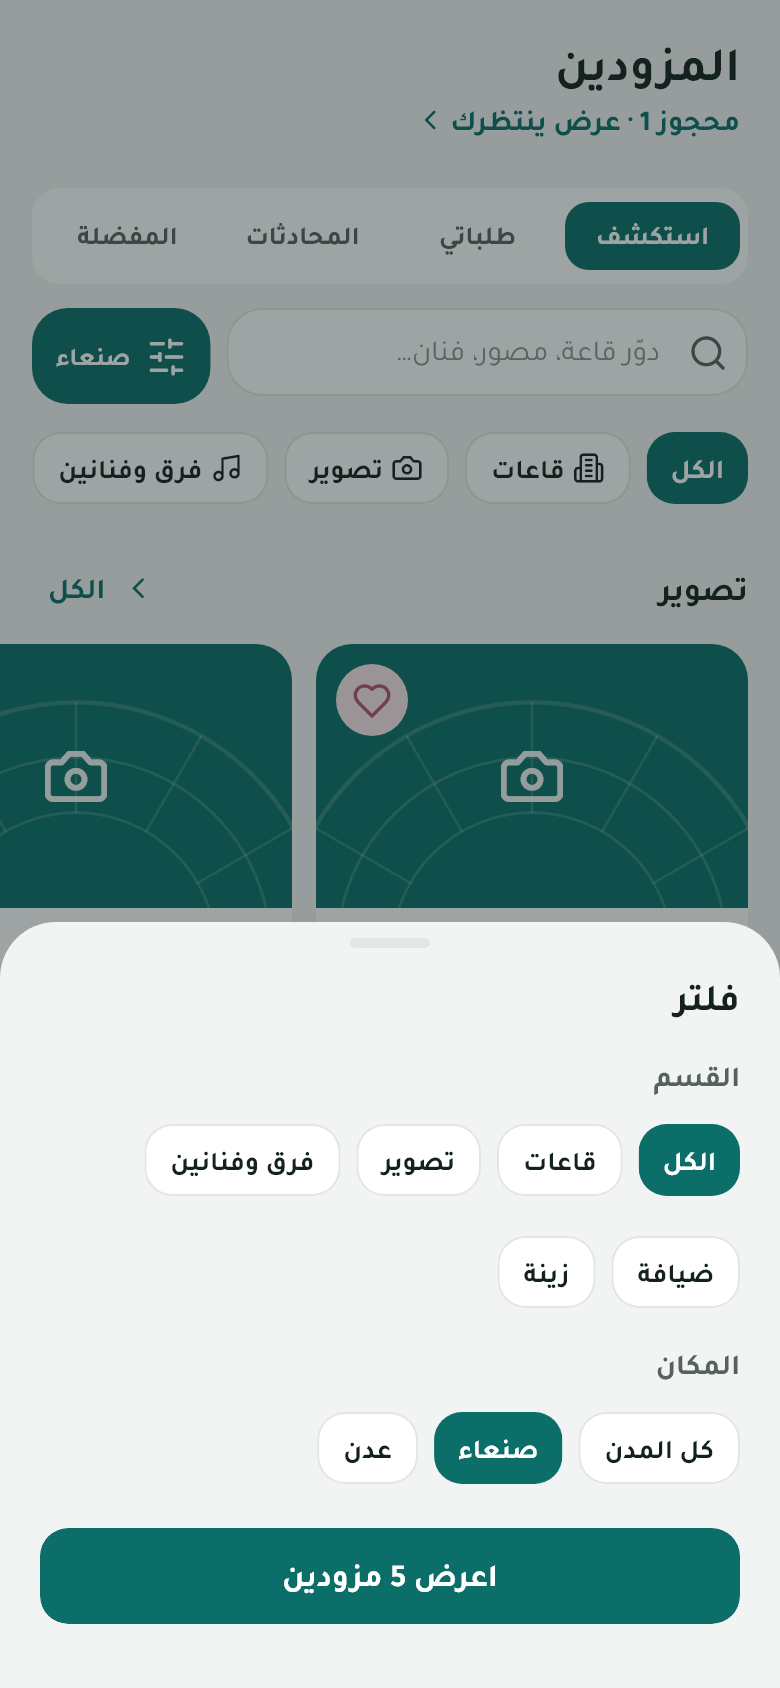 المزودين
محجوز 1 · عرض ينتظرك
استكشف طلباتي المحادثات المفضلة
دوّر قاعة، مصور، فنان... صنعاء
الكل قاعات تصوير فرق وفنانين
تصوير الكل
فلتر
القسم
الكل قاعات تصوير فرق وفنانين
ضيافة زينة
المكان
كل المدن صنعاء عدن
اعرض 5 مزودين